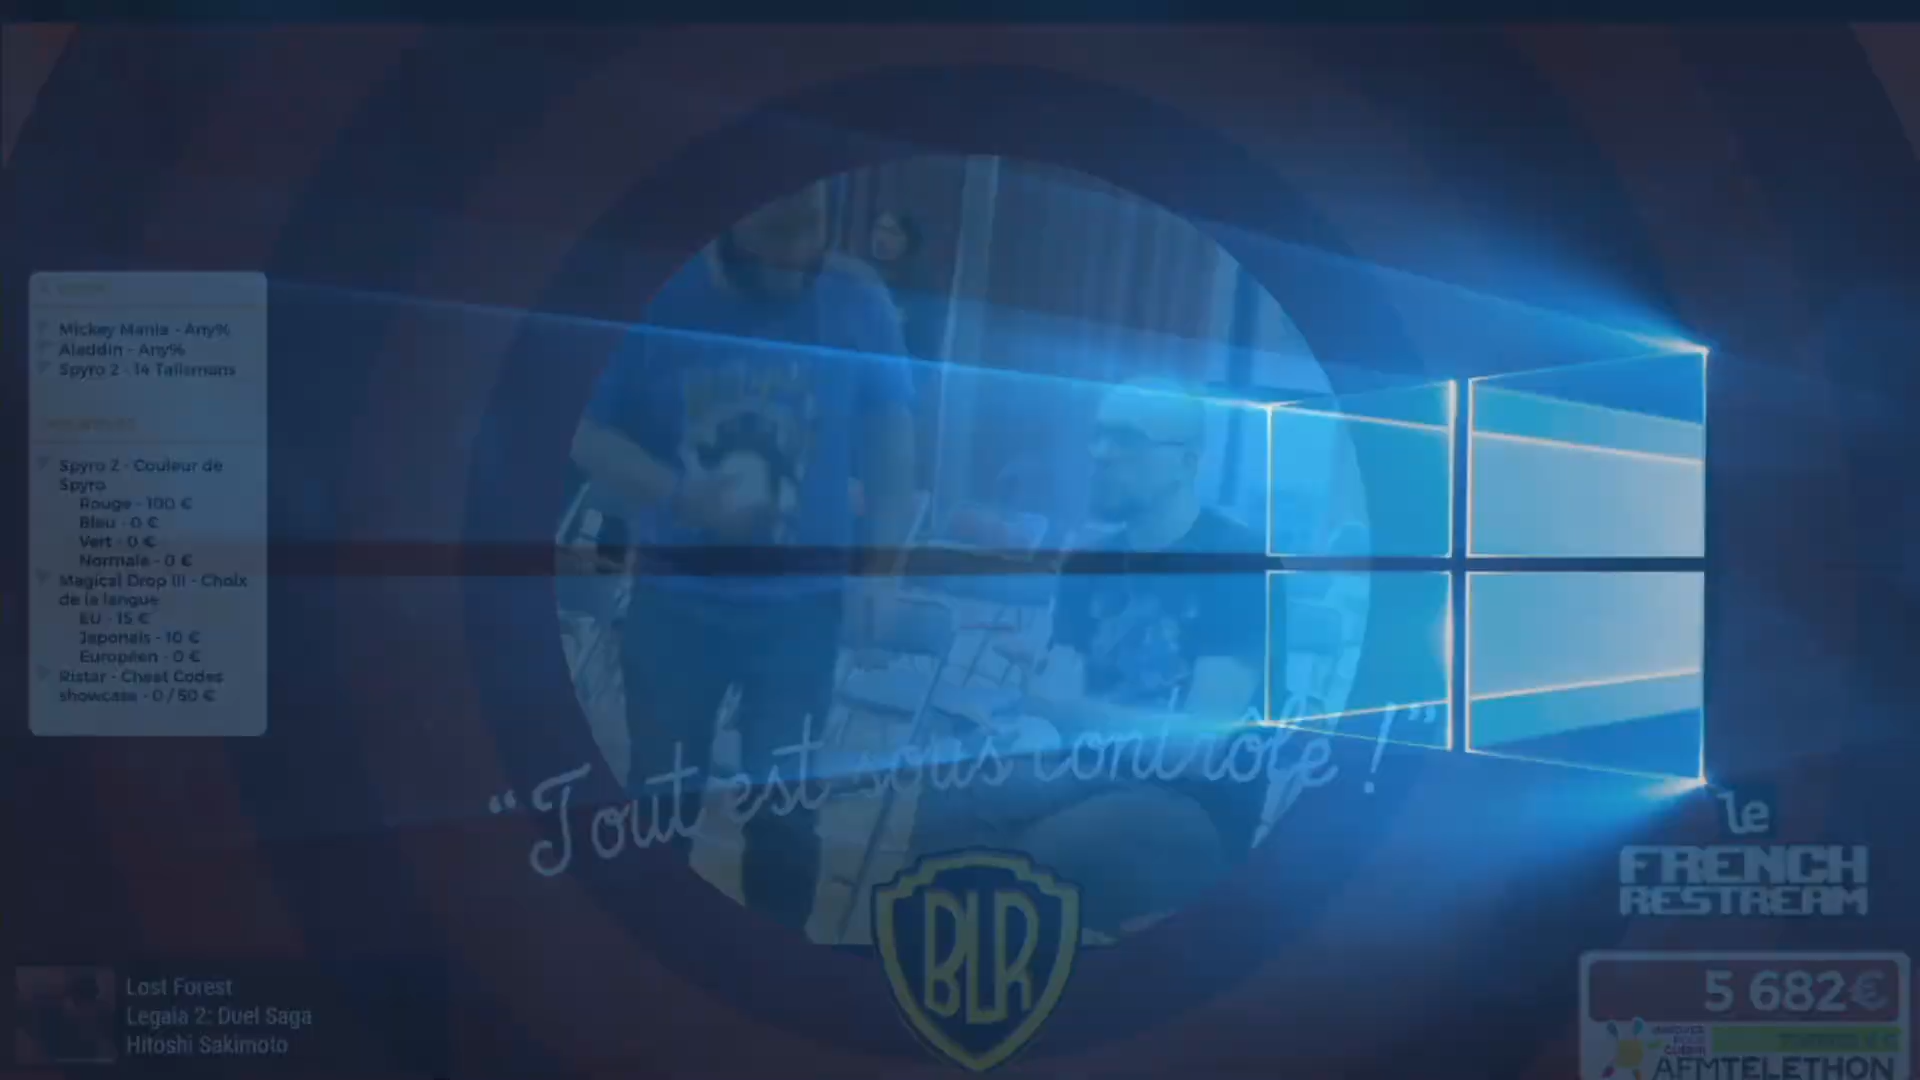 Mickey Mania - Any%
Aladdin - Any%
Spyro 2 - 14 Talismans
Spyro 2 - Couleur de
Spyro
Rouge - 100 €
Bleu - 0 €
Vert - 0 €
Normale - 0 €
Magical Drop III - Choix
de la langue
EU - 15 €
Japonais - 10 €
Européen - 0 €
Ristar - Cheat Codes
showcase - 0 / 50 €
“Tout est sous contrôle !”
BLR
le
FRENCH
RESTREAM
Lost Forest
Legaia 2: Duel Saga
Hitoshi Sakimoto
5 682€
INNOVER
POUR
GUÉRIR
AFMTELETHON